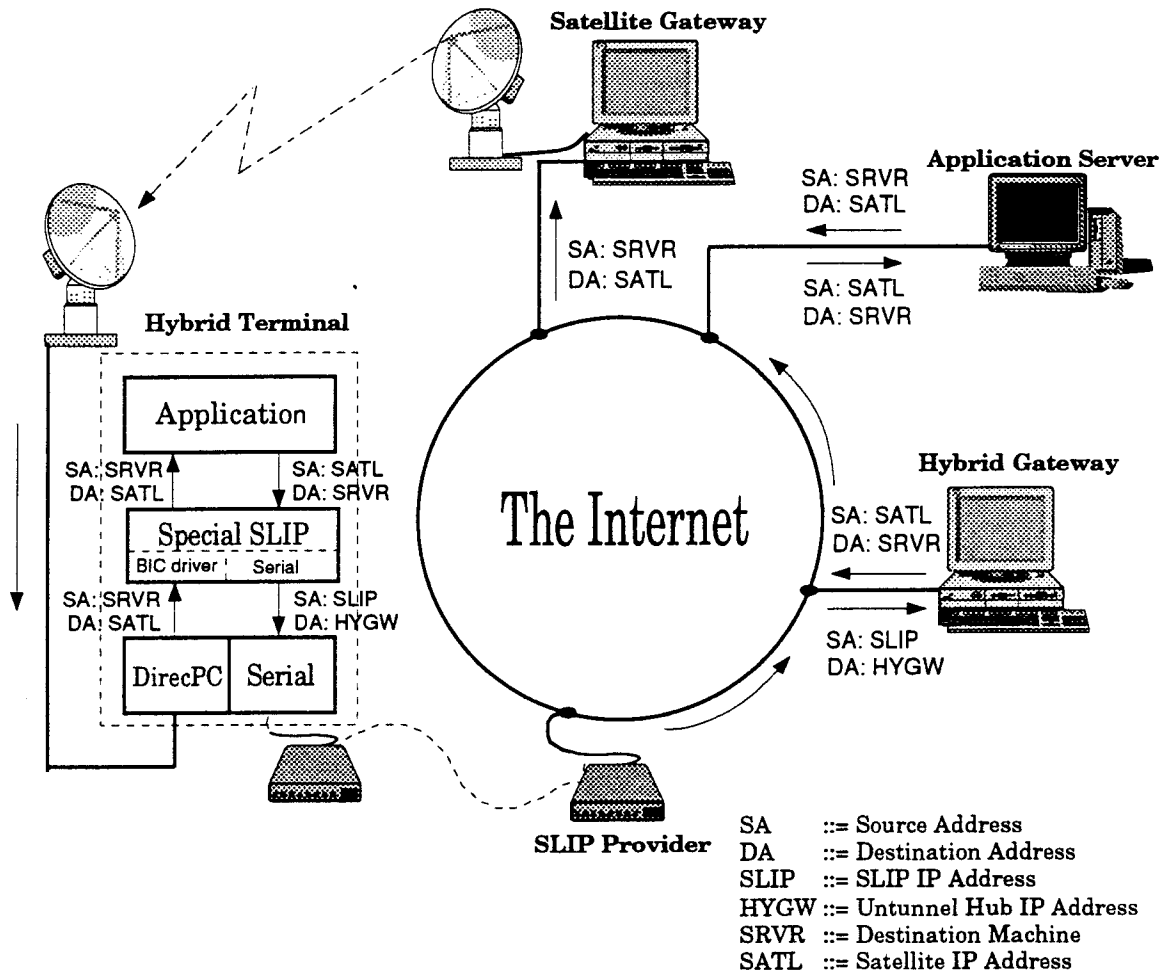 Satellite Gateway
Application Server
SA: SRVR
DA: SATL
SA: SRVR
DA: SATL
SA: SATL
DA: SRVR
Hybrid Terminal
Application
SA: SRVR
DA: SATL
SA: SATL
DA: SRVR
Special SLIP
BIC driver
Serial
SA: SRVR
DA: SATL
SA: SLIP
DA: HYGW
DirecPC
Serial
The Internet
Hybrid Gateway
SA: SATL
DA: SRVR
SA: SLIP
DA: HYGW
SLIP Provider
SA ::= Source Address
DA ::= Destination Address
SLIP ::= SLIP IP Address
HYGW ::= Untunnel Hub IP Address
SRVR ::= Destination Machine
SATL ::= Satellite IP Address